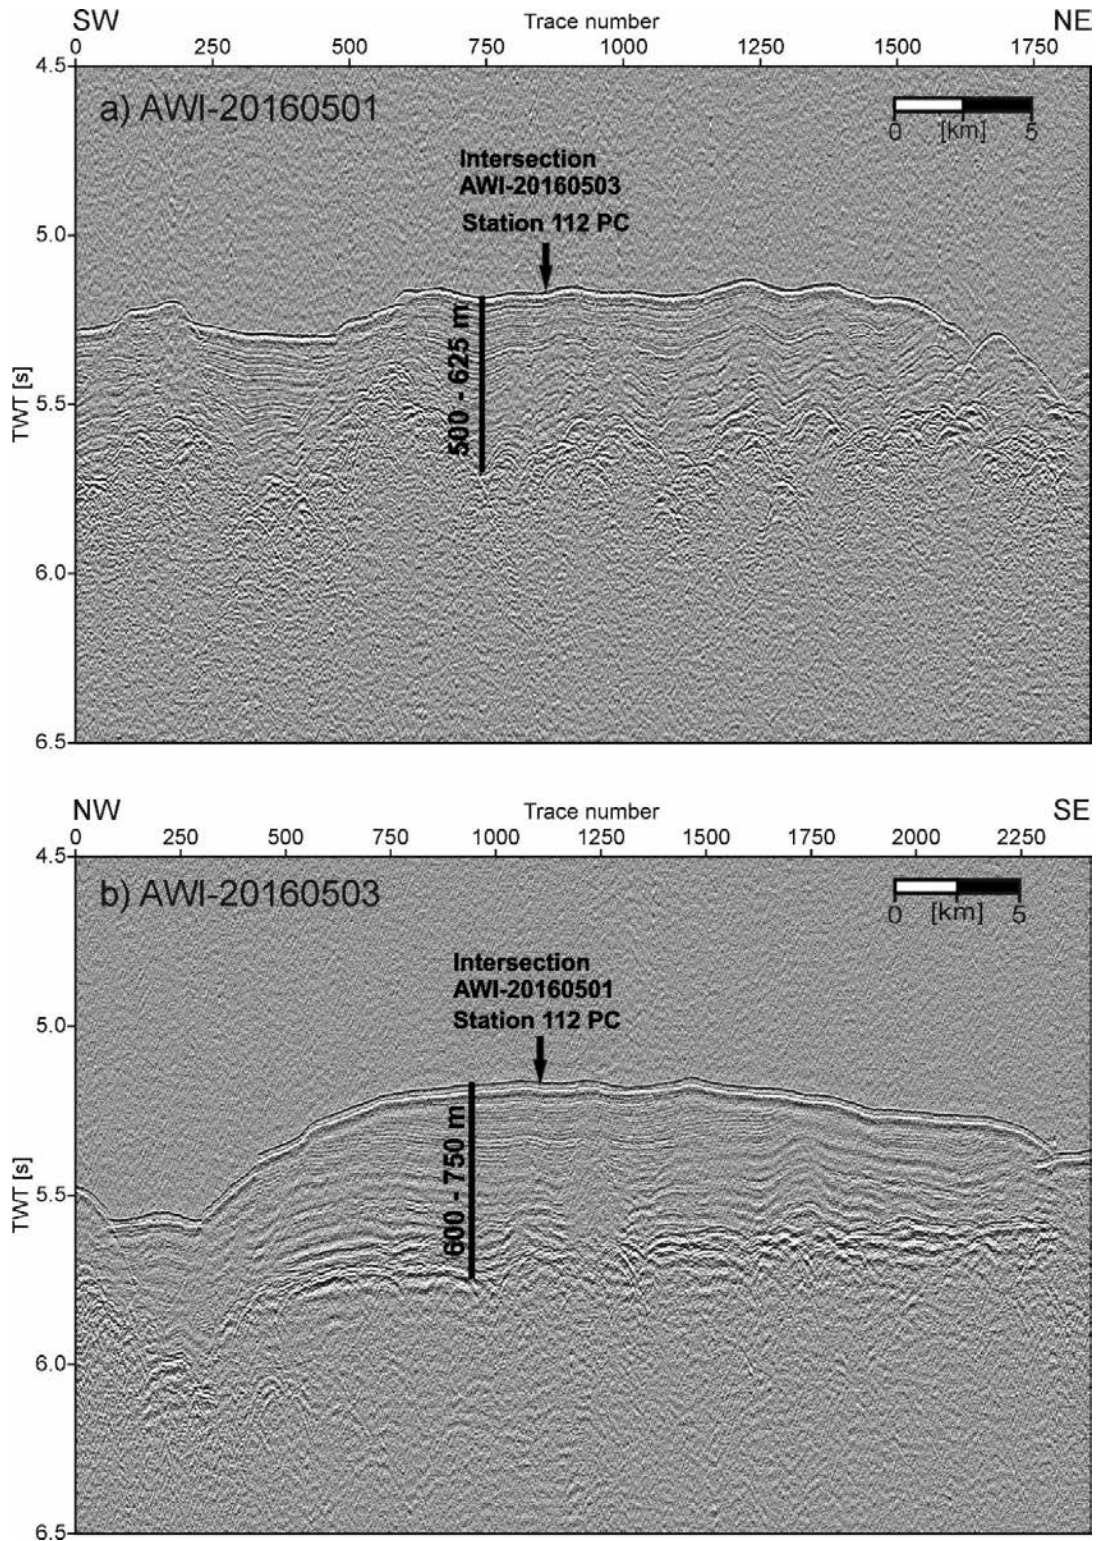 SW Trace number NE
0 250 500 750 1000 1250 1500 1750
4.5
a) AWI-20160501
0 [km] 5
Intersection
AWI-20160503
Station 112 PC
5.0
500 - 625 m
5.5
TWT [s]
6.0
6.5
NW Trace number SE
0 250 500 750 1000 1250 1500 1750 2000 2250
4.5
b) AWI-20160503
0 [km] 5
Intersection
AWI-20160501
Station 112 PC
5.0
600 - 750 m
5.5
TWT [s]
6.0
6.5